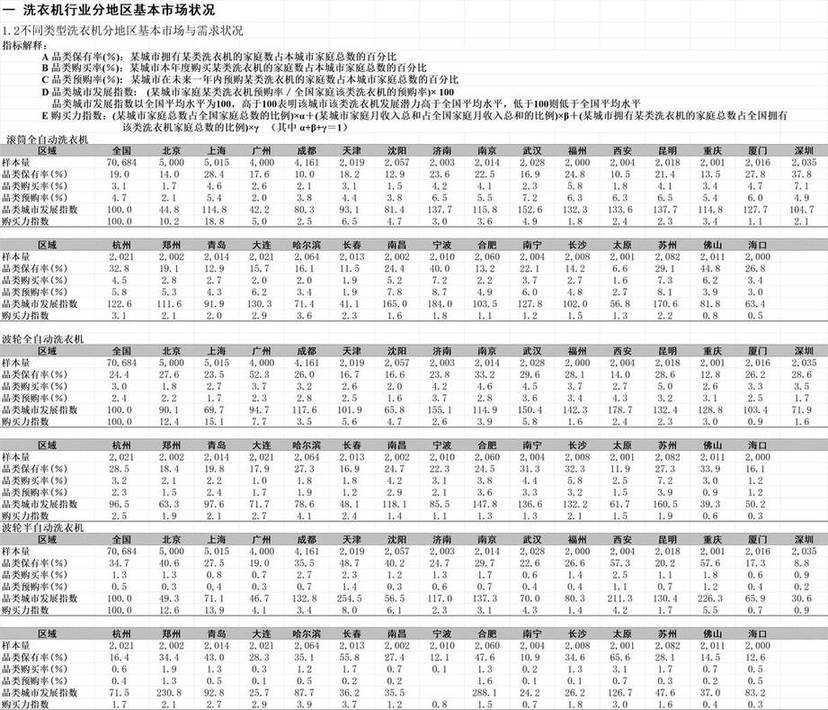 一 洗衣机行业分地区基本市场状况
1.2不同类型洗衣机分地区基本市场与需求状况
指标解释：
A 品类保有率(%)：某城市拥有某类洗衣机的家庭数占本城市家庭总数的百分比
B 品类购买率(%)：某城市本年度购买某类洗衣机的家庭数占本城市家庭总数的百分比
C 品类预购率(%)：某城市在未来一年内预购某类洗衣机的家庭数占本城市家庭总数的百分比
D 品类城市发展指数：（某城市家庭某类洗衣机预购率／全国家庭该类洗衣机的预购率)×100
品类城市发展指数以全国平均水平为100，高于100表明该城市该类洗衣机发展潜力高于全国平均水平，低于100则低于全国平均水平
E 购买力指数：(某城市家庭总数占全国家庭总数的比例)×α＋(某城市家庭月收入总和占全国家庭月收入总和的比例)×β＋(某城市拥有某类洗衣机的家庭总数占全国拥有
该类洗衣机家庭总数的比例)×γ （其中 α+β+γ＝1）
滚筒全自动洗衣机
区域 全国 北京 上海 广州 成都 天津 沈阳 济南 南京 武汉 福州 西安 昆明 重庆 厦门 深圳
样本量 70,684 5,000 5,015 4,000 4,161 2,019 2,057 2,003 2,014 2,028 2,000 2,004 2,018 2,001 2,016 2,035
品类保有率(%) 19.0 14.0 28.4 17.6 10.0 18.2 12.9 23.6 22.5 16.9 24.8 10.5 21.4 13.5 27.8 37.8
品类购买率(%) 3.1 1.7 4.6 2.6 2.1 3.1 1.5 4.2 4.1 2.3 5.8 1.8 4.1 3.4 4.7 7.1
品类预购率(%) 4.7 2.1 5.4 2.0 3.8 4.4 3.8 6.5 5.5 7.2 6.3 6.3 6.5 5.4 6.0 4.9
品类城市发展指数 100.0 44.8 114.8 42.2 80.3 93.1 81.4 137.7 115.8 152.6 132.3 133.6 137.7 114.8 127.7 104.7
购买力指数 100.0 10.2 18.8 5.0 2.5 6.5 4.7 3.0 3.6 4.9 1.8 2.4 2.3 3.4 1.1 2.1
区域 杭州 郑州 青岛 大连 哈尔滨 长春 南昌 宁波 合肥 南宁 长沙 太原 苏州 佛山 海口
样本量 2,021 2,002 2,014 2,021 2,064 2,013 2,002 2,010 2,060 2,004 2,008 2,001 2,082 2,011 2,000
品类保有率(%) 32.8 19.1 12.9 15.7 16.1 11.5 24.4 40.0 13.2 22.1 14.2 6.6 29.1 44.8 26.8
品类购买率(%) 4.5 2.8 2.7 2.0 2.0 1.9 5.2 7.2 2.2 3.7 2.7 1.6 7.3 6.2 3.4
品类预购率(%) 5.8 5.3 4.3 6.2 3.4 1.9 7.8 8.7 4.9 6.0 4.8 2.7 8.1 3.9 3.0
品类城市发展指数 122.6 111.6 91.9 130.3 71.4 41.1 165.0 184.0 103.5 127.8 102.0 56.8 170.6 81.8 63.4
购买力指数 3.1 2.1 2.0 2.9 3.6 2.3 1.6 1.8 1.1 1.2 1.5 1.3 2.2 0.8 0.5
波轮全自动洗衣机
区域 全国 北京 上海 广州 成都 天津 沈阳 济南 南京 武汉 福州 西安 昆明 重庆 厦门 深圳
样本量 70,684 5,000 5,015 4,000 4,161 2,019 2,057 2,003 2,014 2,028 2,000 2,004 2,018 2,001 2,016 2,035
品类保有率(%) 24.4 27.6 23.5 52.3 26.0 16.7 16.6 23.8 33.2 29.6 28.1 14.0 28.6 12.8 26.2 28.6
品类购买率(%) 3.0 1.8 2.7 3.7 3.2 2.6 2.0 4.2 4.6 4.5 3.7 2.7 5.0 2.6 3.3 3.5
品类预购率(%) 2.4 2.2 1.7 2.3 2.8 2.5 1.6 3.7 2.8 3.6 3.4 4.3 3.2 3.1 2.5 1.7
品类城市发展指数 100.0 90.1 69.7 94.7 117.6 101.9 65.8 155.1 114.9 150.4 142.3 178.7 132.4 128.8 103.4 71.9
购买力指数 100.0 12.4 15.1 7.7 3.5 5.6 4.7 2.6 3.9 5.8 1.6 2.4 2.3 3.0 0.9 1.6
区域 杭州 郑州 青岛 大连 哈尔滨 长春 南昌 宁波 合肥 南宁 长沙 太原 苏州 佛山 海口
样本量 2,021 2,002 2,014 2,021 2,064 2,013 2,002 2,010 2,060 2,004 2,008 2,001 2,082 2,011 2,000
品类保有率(%) 28.5 18.4 19.8 17.9 27.3 16.9 24.7 22.3 24.5 31.3 32.3 11.9 27.3 33.9 16.1
品类购买率(%) 3.2 2.1 2.2 1.0 1.8 1.8 4.2 3.1 3.8 4.4 5.8 2.5 7.2 3.0 1.2
品类预购率(%) 2.3 1.5 2.4 1.7 1.9 1.2 2.9 2.1 3.6 3.3 3.2 1.5 3.9 0.9 1.2
品类城市发展指数 96.5 63.3 97.6 71.7 78.6 48.1 118.1 85.5 147.8 136.6 132.2 61.7 160.5 39.3 50.2
购买力指数 2.5 1.9 2.1 2.7 4.1 2.4 1.4 1.1 1.3 1.3 2.1 1.5 1.9 0.6 0.3
波轮半自动洗衣机
区域 全国 北京 上海 广州 成都 天津 沈阳 济南 南京 武汉 福州 西安 昆明 重庆 厦门 深圳
样本量 70,684 5,000 5,015 4,000 4,161 2,019 2,057 2,003 2,014 2,028 2,000 2,004 2,018 2,001 2,016 2,035
品类保有率(%) 34.7 40.6 27.5 19.0 35.5 48.7 40.2 24.7 29.7 22.6 26.6 57.3 20.2 57.6 17.3 8.8
品类购买率(%) 1.3 1.3 0.8 0.7 2.7 2.3 1.2 1.3 1.7 0.6 1.4 2.5 1.1 1.8 0.6 0.9
品类预购率(%) 0.5 0.3 0.4 0.3 0.7 1.4 0.3 0.6 0.7 0.4 0.4 1.1 0.7 1.2 0.4 0.2
品类城市发展指数 100.0 49.3 71.1 46.7 132.8 254.5 56.5 117.0 137.3 70.0 80.3 211.3 130.4 226.3 65.9 30.6
购买力指数 100.0 12.6 13.9 4.1 3.4 8.0 6.1 2.3 3.1 4.3 1.4 4.2 1.7 5.5 0.7 0.9
区域 杭州 郑州 青岛 大连 哈尔滨 长春 南昌 宁波 合肥 南宁 长沙 太原 苏州 佛山 海口
样本量 2,021 2,002 2,014 2,021 2,064 2,013 2,002 2,010 2,060 2,004 2,008 2,001 2,082 2,011 2,000
品类保有率(%) 16.4 34.4 43.0 28.3 35.1 55.8 27.4 12.1 47.6 10.9 34.6 65.6 28.1 14.5 12.6
品类购买率(%) 0.6 1.9 1.3 0.3 1.2 1.7 0.7 0.1 1.3 0.2 1.3 3.1 1.7 0.7 0.5
品类预购率(%) 0.4 1.3 0.5 0.1 0.5 0.2 0.2 1.6 0.1 0.1 0.7 0.3 0.2 0.5
品类城市发展指数 71.5 230.8 92.8 25.7 87.7 36.2 35.5 288.1 24.2 26.2 126.7 47.6 37.0 83.2
购买力指数 1.7 2.1 2.7 2.9 3.9 3.7 1.2 0.8 1.5 0.7 1.8 3.0 1.6 0.4 0.3